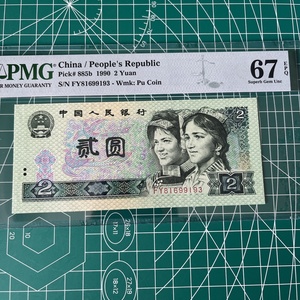 PMG
PAPER MONEY GUARANTY
China / People's Republic
Pick# 885b 1990 2 Yuan
S/N FY81699193 - Wmk: Pu Coin
67 EPQ
Superb Gem Unc
中国人民银行
贰圆
2
2
FY81699193